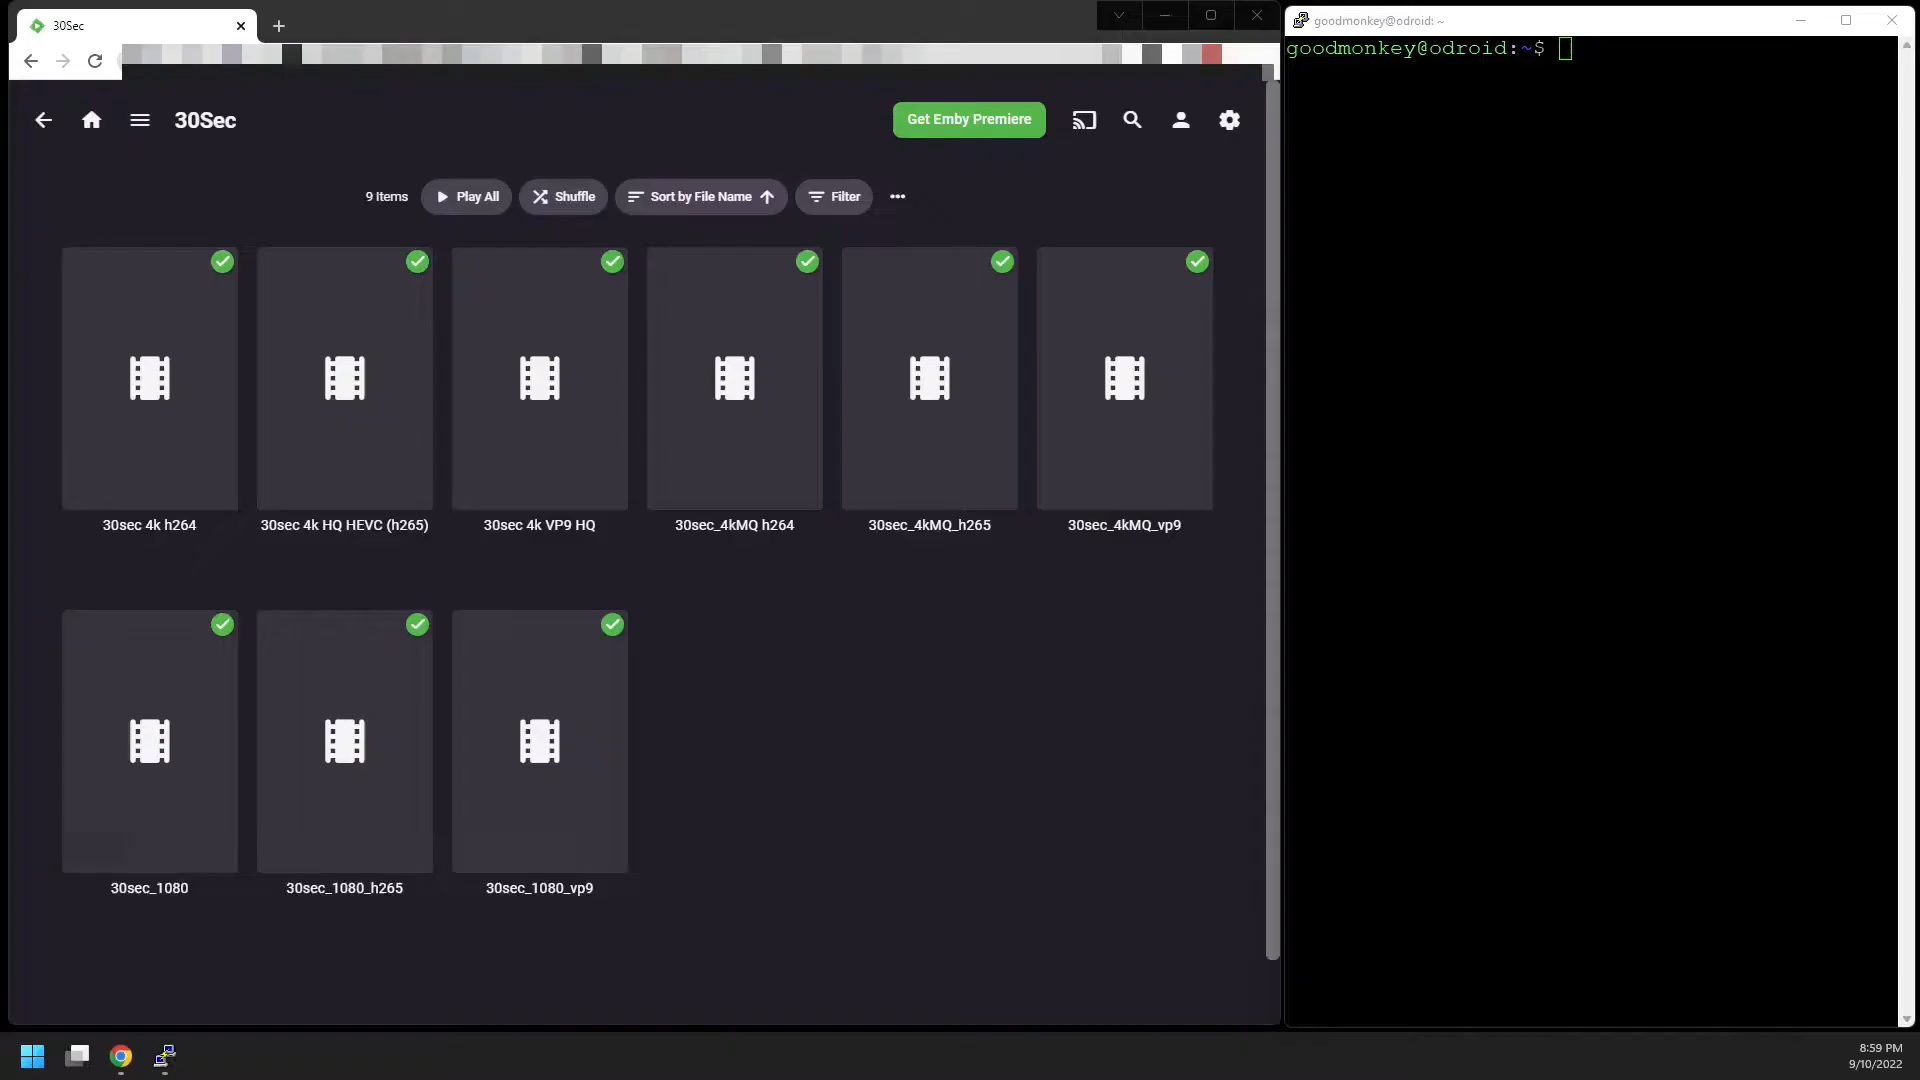 30Sec
goodmonkey@odroid: ~
goodmonkey@odroid:~$
30Sec
Get Emby Premiere
9 Items
Play All
Shuffle
Sort by File Name
Filter
30sec 4k h264
30sec 4k HQ HEVC (h265)
30sec 4k VP9 HQ
30sec_4kMQ h264
30sec_4kMQ_h265
30sec_4kMQ_vp9
30sec_1080
30sec_1080_h265
30sec_1080_vp9
8:59 PM
9/10/2022